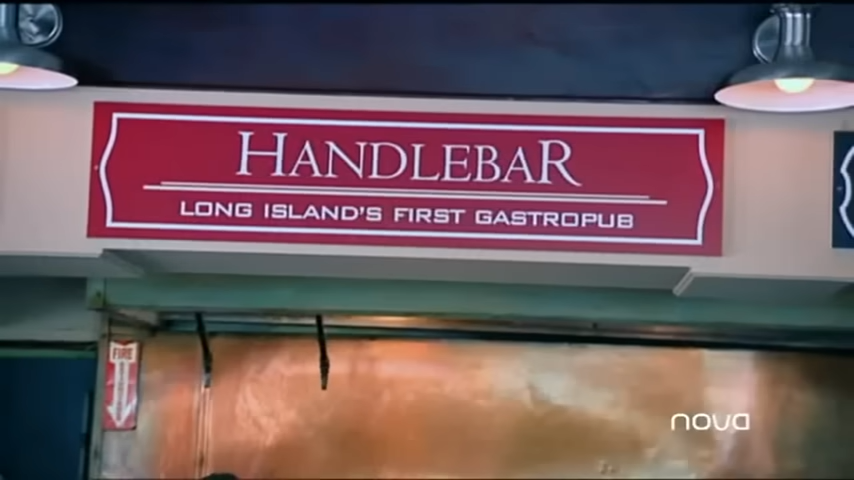 HANDLEBAR
LONG ISLAND'S FIRST GASTROPUB
FIRE
nova